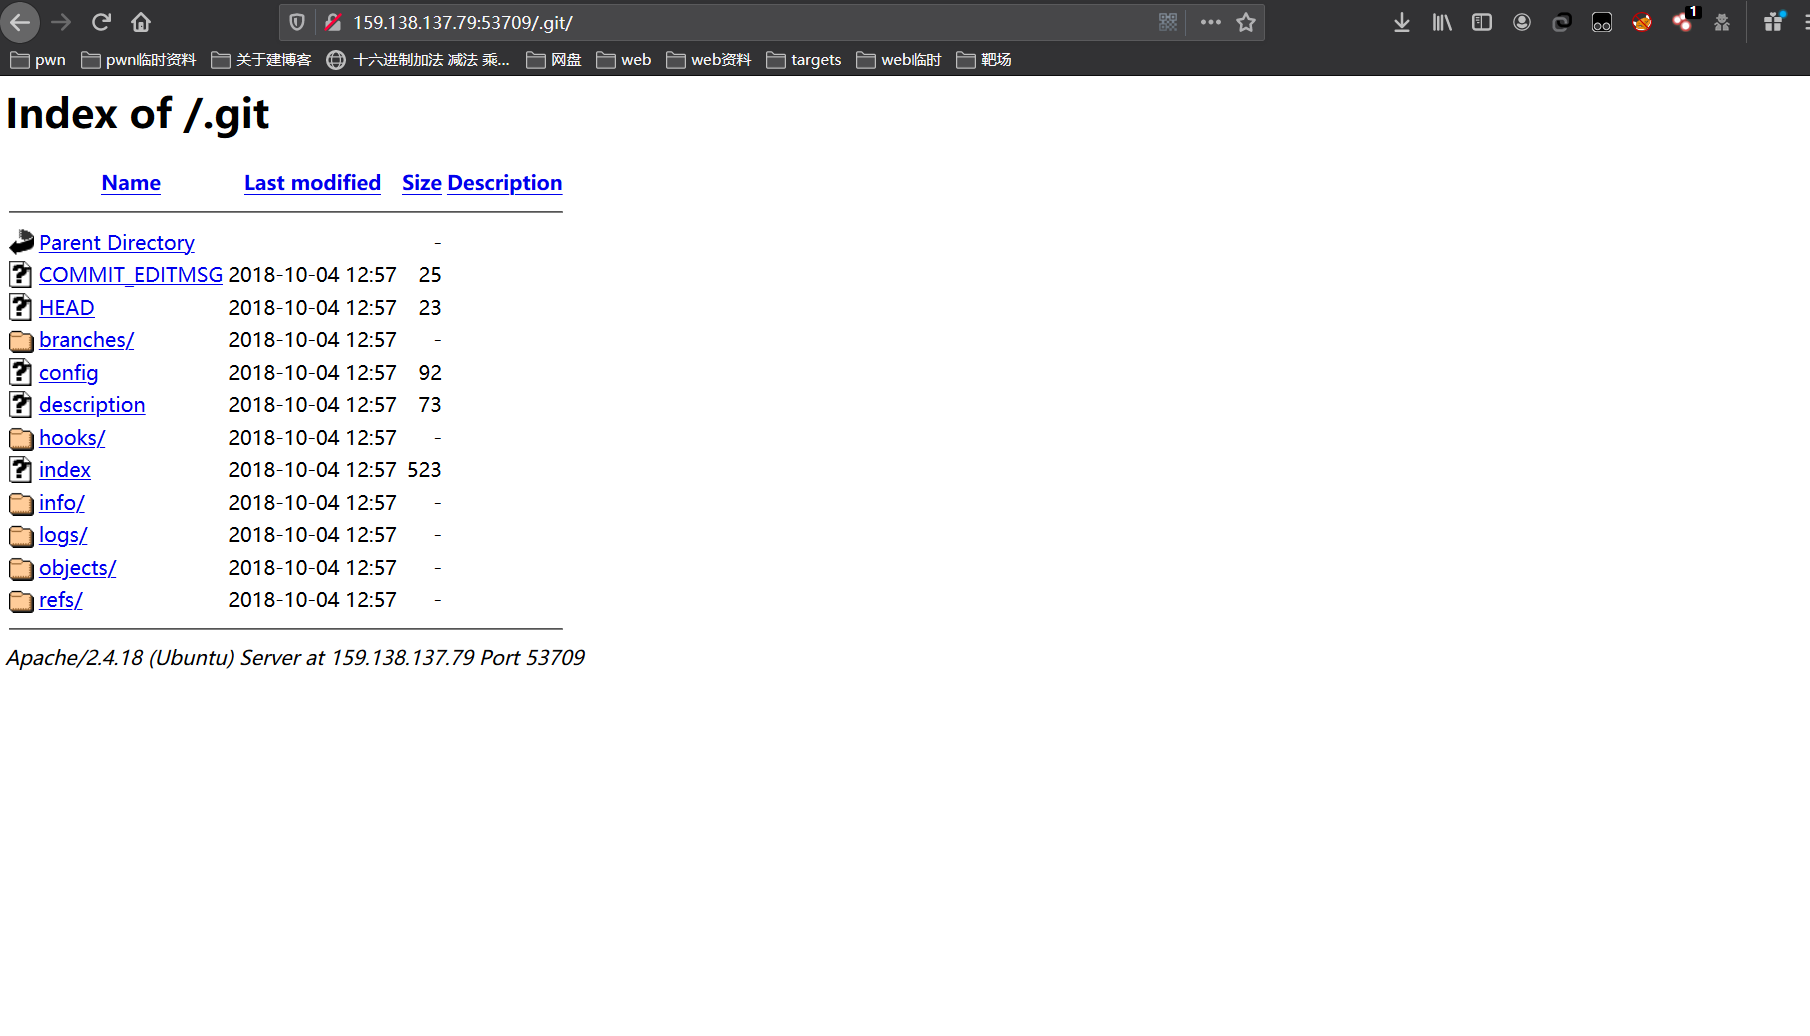 159.138.137.79:53709/.git/
1
pwn pwn临时资料 关于建博客 十六进制加法 减法 乘... 网盘 web web资料 targets web临时 靶场
Index of /.git
Name Last modified Size Description
Parent Directory -
COMMIT_EDITMSG 2018-10-04 12:57 25
HEAD 2018-10-04 12:57 23
branches/ 2018-10-04 12:57 -
config 2018-10-04 12:57 92
description 2018-10-04 12:57 73
hooks/ 2018-10-04 12:57 -
index 2018-10-04 12:57 523
info/ 2018-10-04 12:57 -
logs/ 2018-10-04 12:57 -
objects/ 2018-10-04 12:57 -
refs/ 2018-10-04 12:57 -
Apache/2.4.18 (Ubuntu) Server at 159.138.137.79 Port 53709